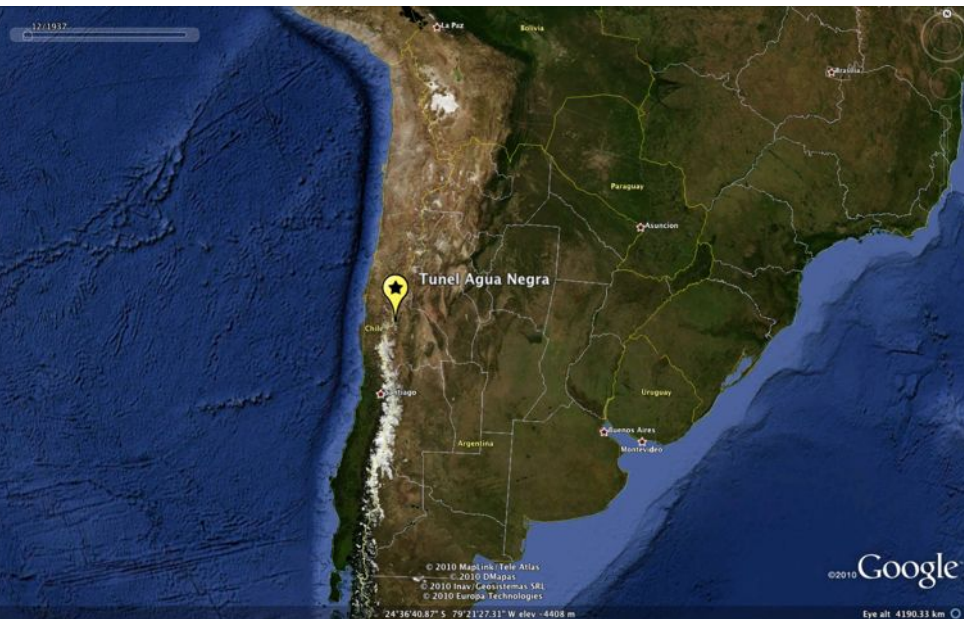 12/1937
N
La Paz
Bolivia
Brasilia
Paraguay
Asuncion
Tunel Agua Negra
Chile
Santiago
Uruguay
Buenos Aires
Montevideo
Argentina
© 2010 MapLink/Tele Atlas
© 2010 DMapas
© 2010 Inav/Geosistemas SRL
© 2010 Europa Technologies
©2010 Google
24°36'40.87" S 79°21'27.31" W elev -4408 m
Eye alt 4190.33 km